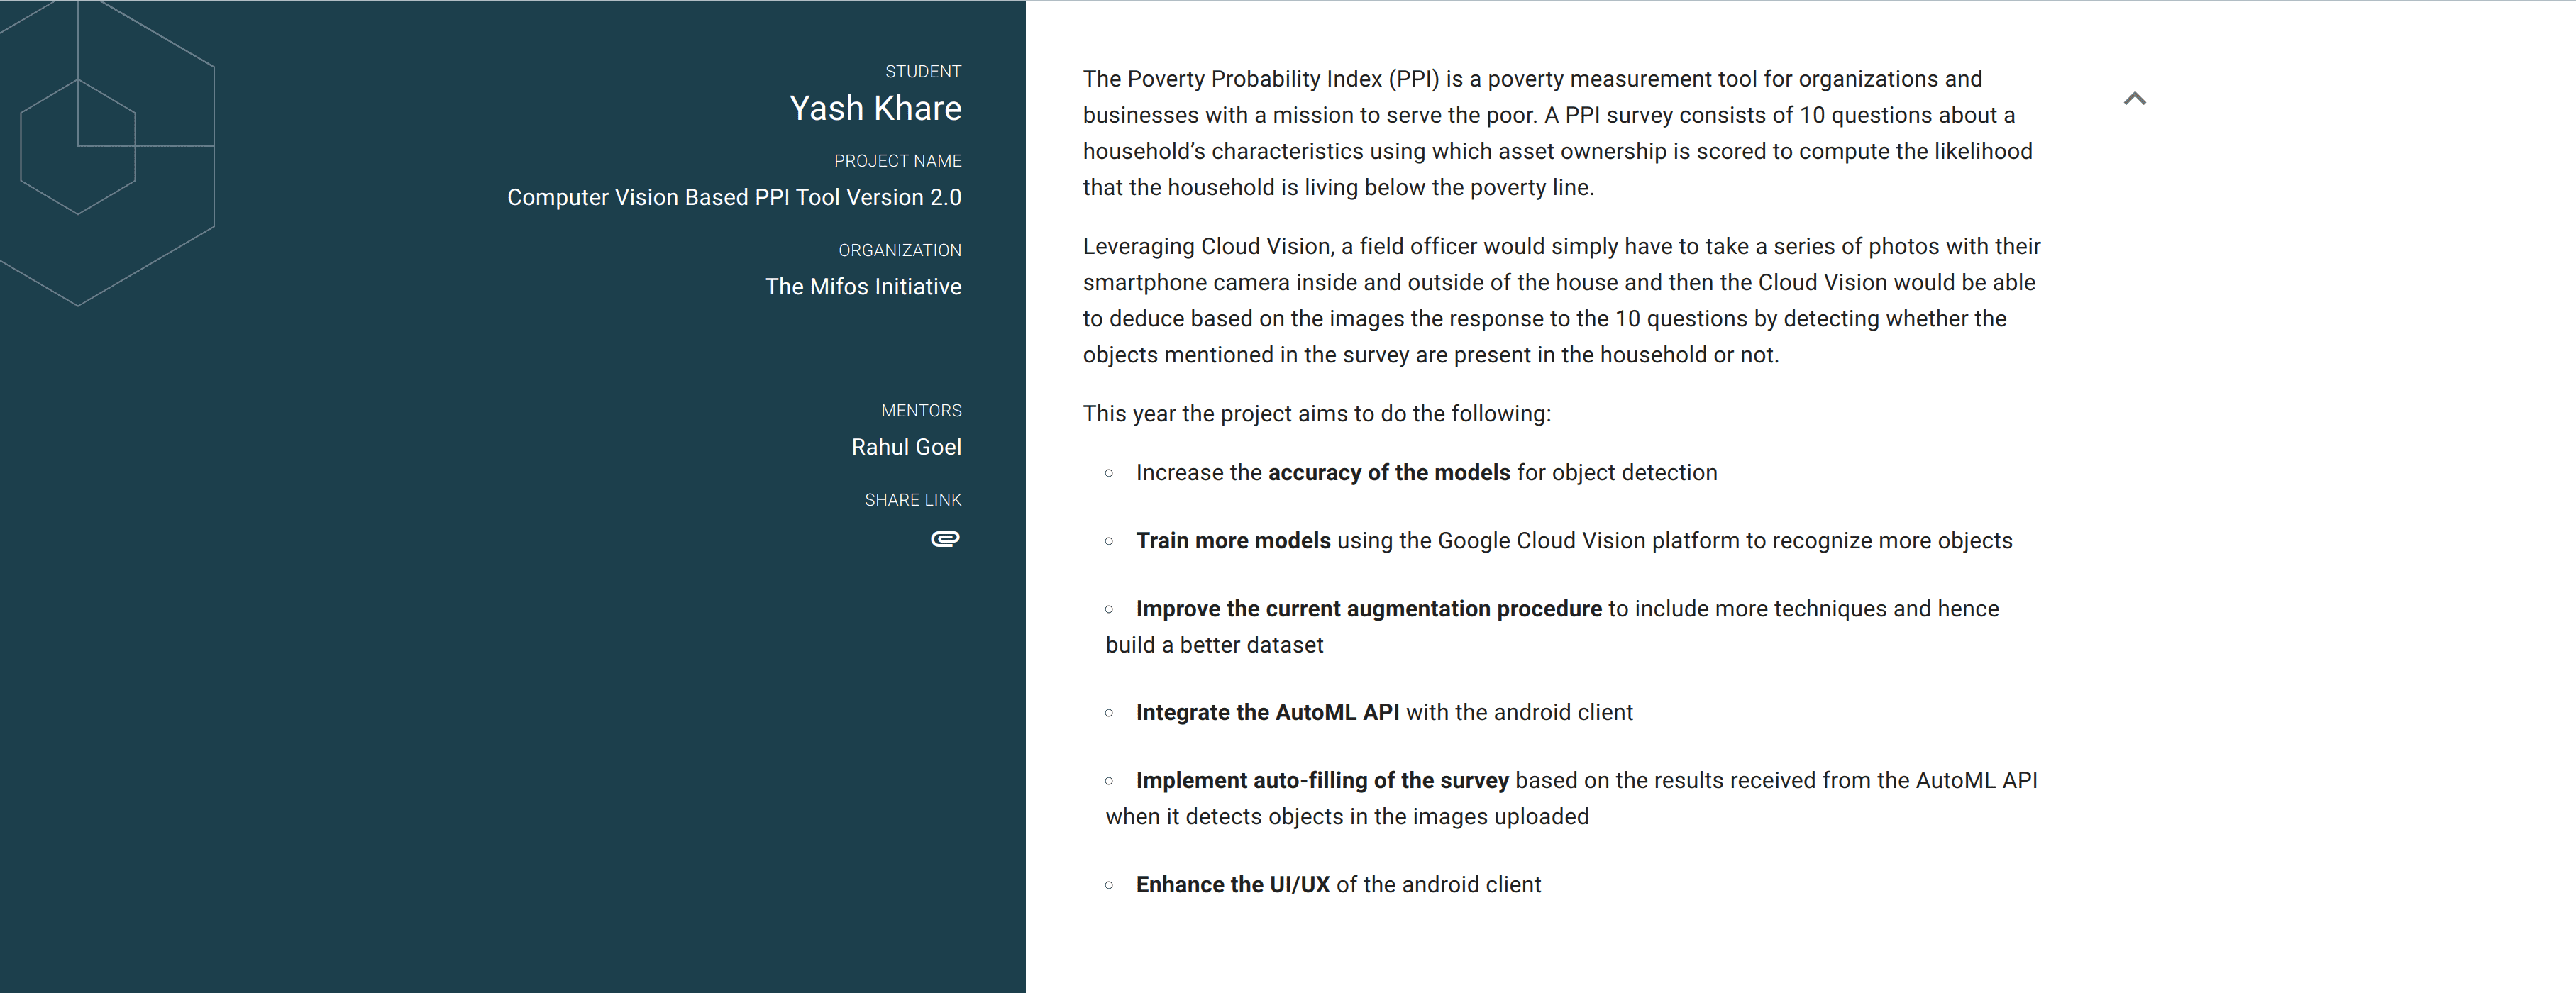 STUDENT
Yash Khare
PROJECT NAME
Computer Vision Based PPI Tool Version 2.0
ORGANIZATION
The Mifos Initiative
MENTORS
Rahul Goel
SHARE LINK
The Poverty Probability Index (PPI) is a poverty measurement tool for organizations and
businesses with a mission to serve the poor. A PPI survey consists of 10 questions about a
household’s characteristics using which asset ownership is scored to compute the likelihood
that the household is living below the poverty line.
Leveraging Cloud Vision, a field officer would simply have to take a series of photos with their
smartphone camera inside and outside of the house and then the Cloud Vision would be able
to deduce based on the images the response to the 10 questions by detecting whether the
objects mentioned in the survey are present in the household or not.
This year the project aims to do the following:
◦ Increase the accuracy of the models for object detection
◦ Train more models using the Google Cloud Vision platform to recognize more objects
◦ Improve the current augmentation procedure to include more techniques and hence
build a better dataset
◦ Integrate the AutoML API with the android client
◦ Implement auto-filling of the survey based on the results received from the AutoML API
when it detects objects in the images uploaded
◦ Enhance the UI/UX of the android client